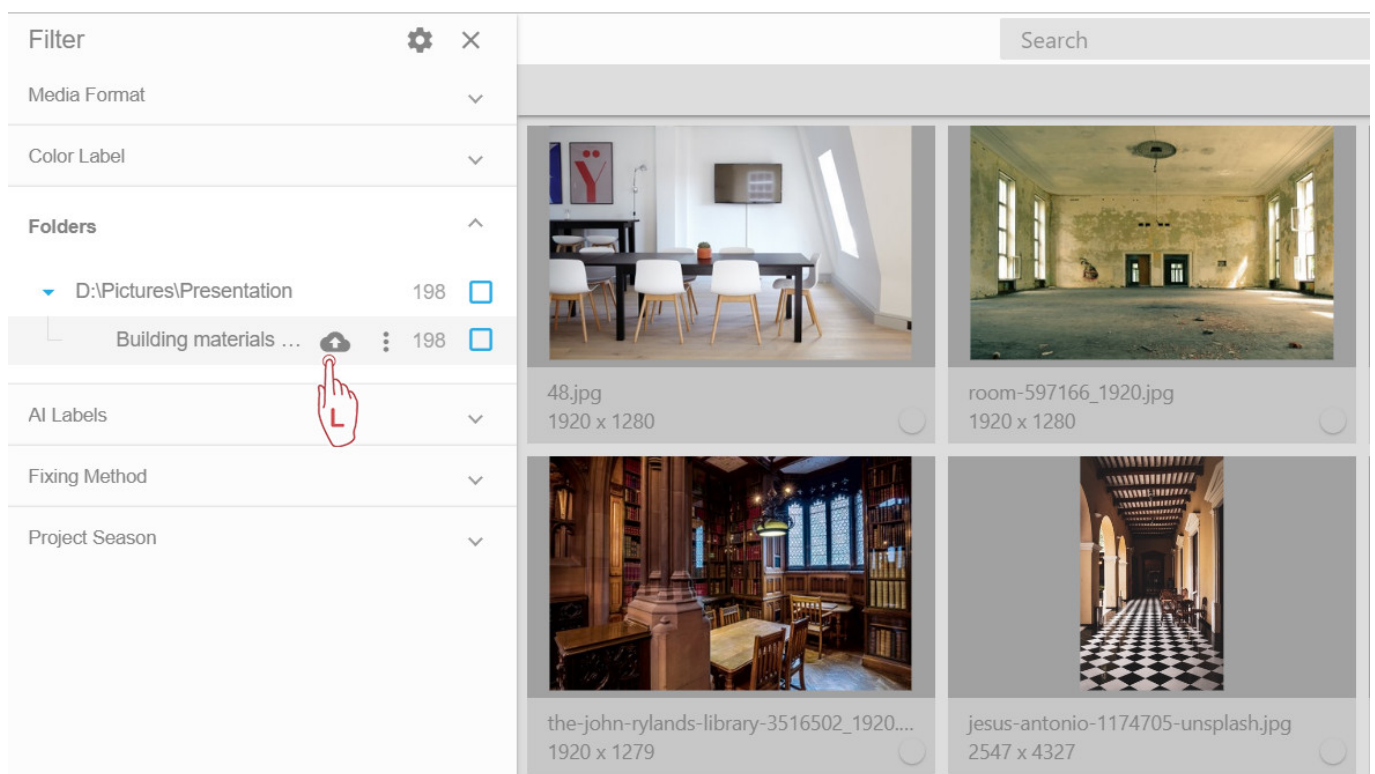 Filter
Search
Media Format
Color Label
Folders
D:\Pictures\Presentation 198
Building materials ... 198
L
AI Labels
Fixing Method
Project Season
Ÿ
48.jpg
1920 x 1280
room-597166_1920.jpg
1920 x 1280
the-john-rylands-library-3516502_1920....
1920 x 1279
jesus-antonio-1174705-unsplash.jpg
2547 x 4327